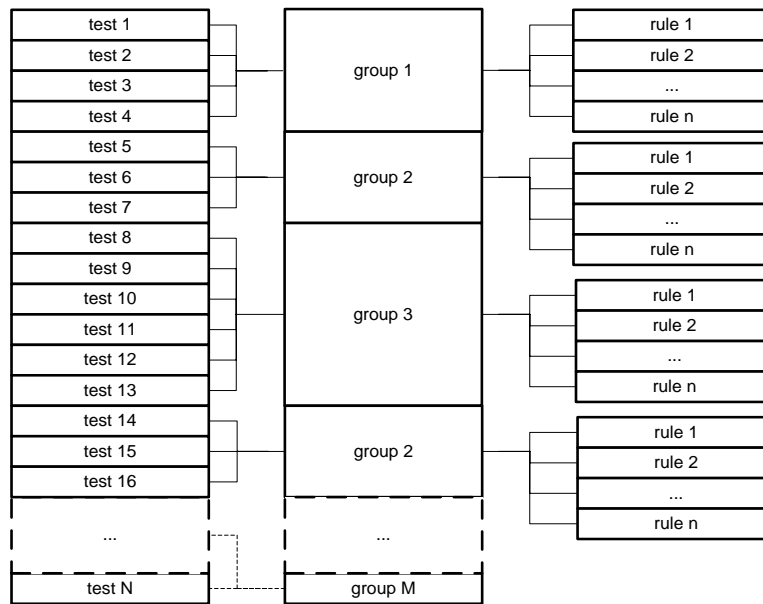 test 1
test 2
test 3
test 4
test 5
test 6
test 7
test 8
test 9
test 10
test 11
test 12
test 13
test 14
test 15
test 16
...
test N
group 1
group 2
group 3
group 2
...
group M
rule 1
rule 2
...
rule n
rule 1
rule 2
...
rule n
rule 1
rule 2
...
rule n
rule 1
rule 2
...
rule n